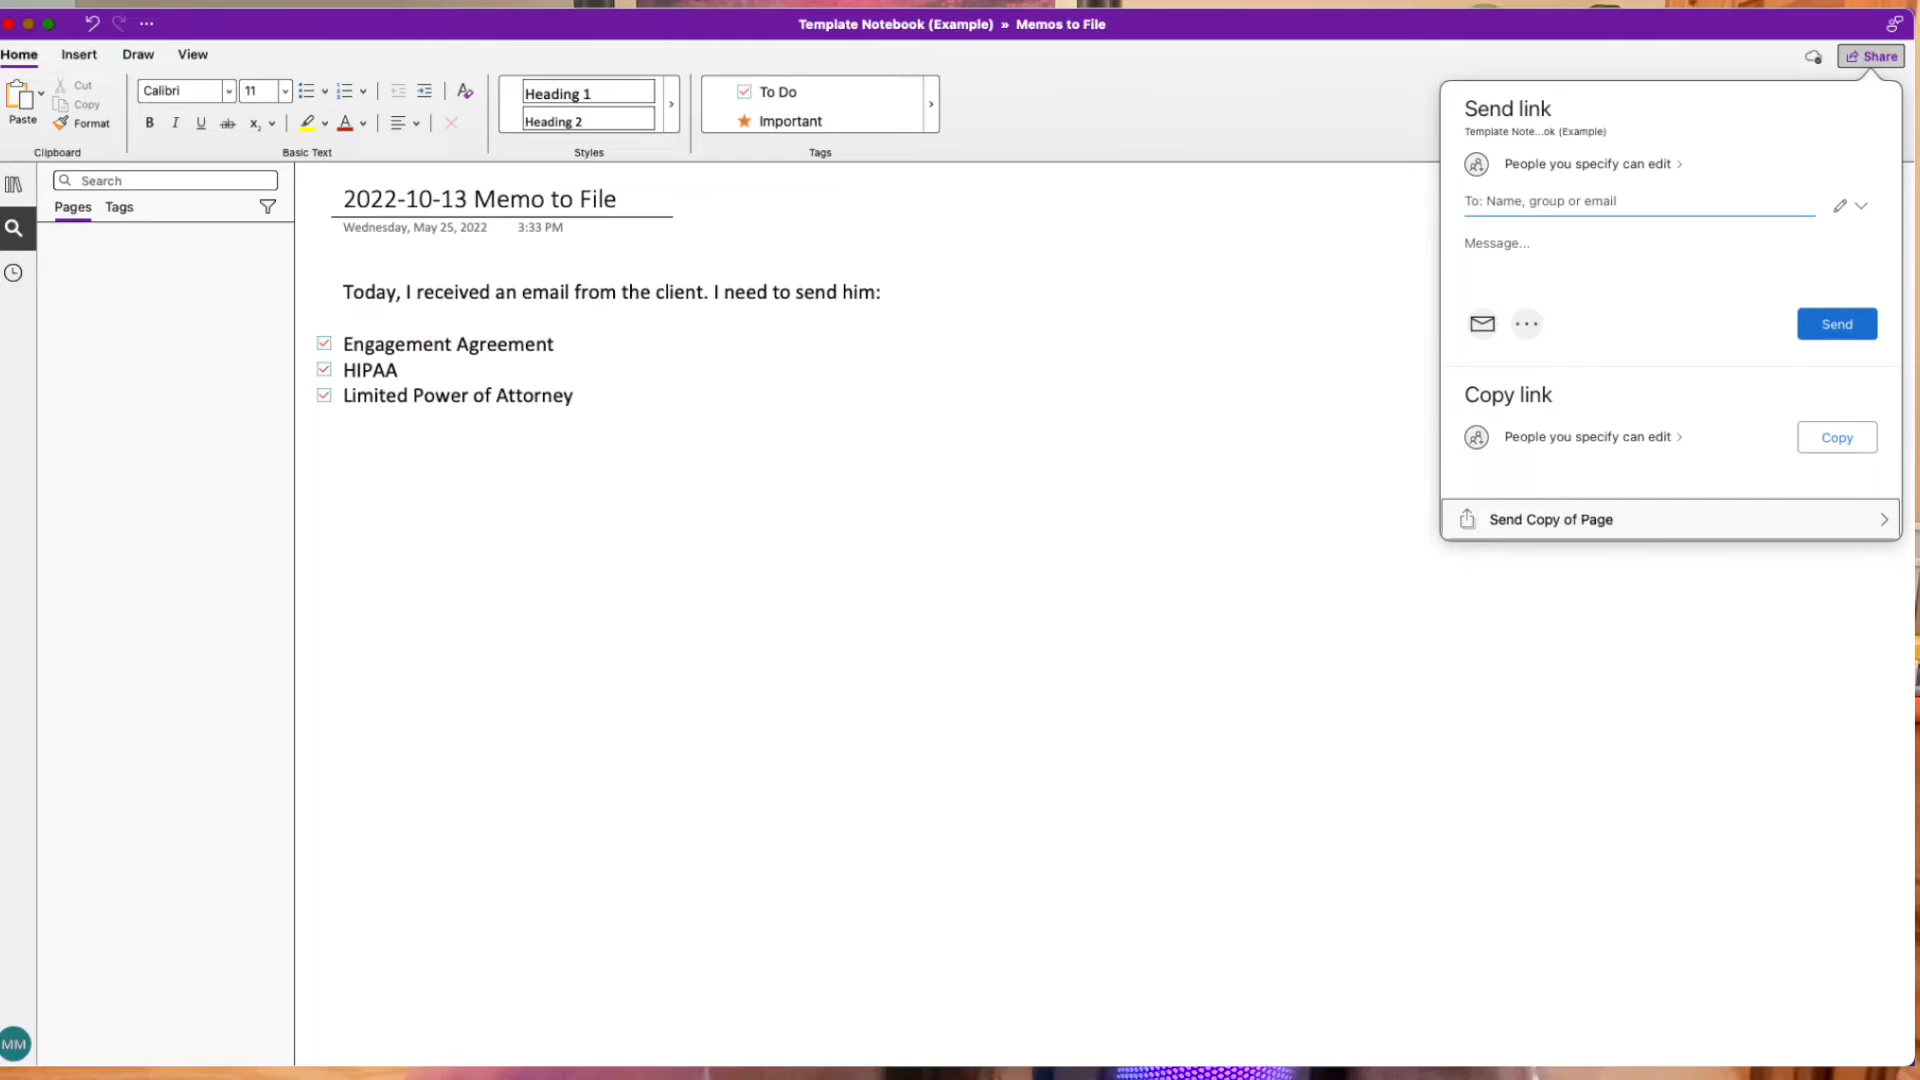 Template Notebook (Example) » Memos to File
Home Insert Draw View
Share
Paste
Cut
Copy
Format
Clipboard
Calibri 11
B I U ab x₂ A
Basic Text
Heading 1
Heading 2
Styles
To Do
Important
Tags
Search
Pages Tags
2022-10-13 Memo to File
Wednesday, May 25, 2022 3:33 PM
Today, I received an email from the client. I need to send him:
Engagement Agreement
HIPAA
Limited Power of Attorney
Send link
Template Note...ok (Example)
People you specify can edit >
To: Name, group or email
Message...
Send
Copy link
People you specify can edit >
Copy
Send Copy of Page
MM